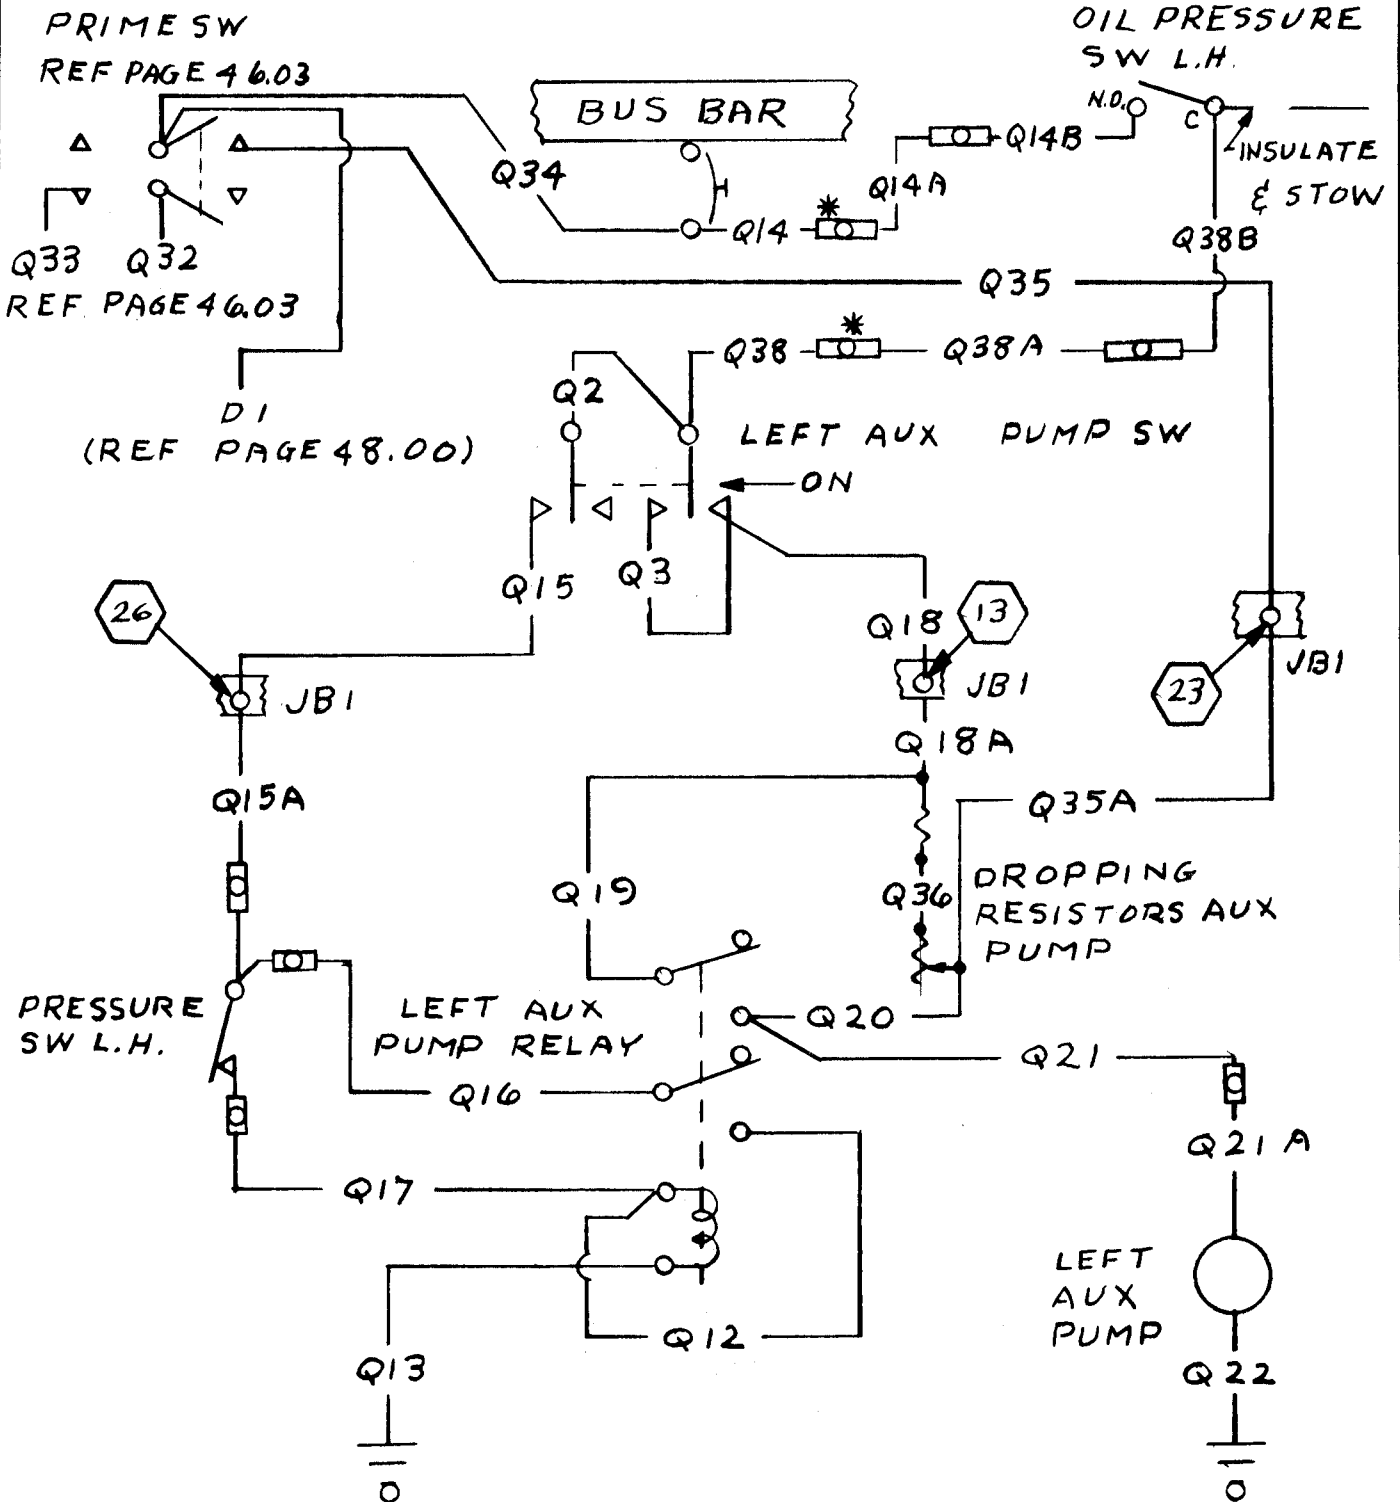 PRIME SW
REF PAGE 46.03
OIL PRESSURE
SW L.H.
BUS BAR
N.O.
C
Q14B
INSULATE
& STOW
Q34
Q14A
*
Q14
Q38B
Q33
Q32
REF PAGE 46.03
Q35
*
Q38
Q38A
Q2
D1
(REF PAGE 48.00)
LEFT AUX PUMP SW
ON
Q15
Q3
26
Q18
13
JB1
JB1
23
JB1
Q18A
Q15A
Q35A
Q19
Q36
DROPPING
RESISTORS AUX
PUMP
PRESSURE
SW L.H.
LEFT AUX
PUMP RELAY
Q20
Q16
Q21
Q21A
Q17
LEFT
AUX
PUMP
Q12
Q13
Q22